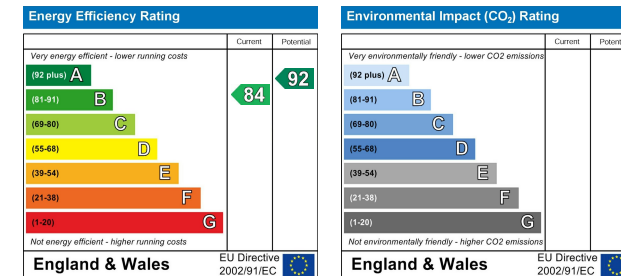 Energy Efficiency Rating
Current Potential
Very energy efficient - lower running costs
(92 plus) A
92
(81-91) B
84
(69-80) C
(55-68) D
(39-54) E
(21-38) F
(1-20) G
Not energy efficient - higher running costs
England & Wales
EU Directive
2002/91/EC
Environmental Impact (CO₂) Rating
Current Potent
Very environmentally friendly - lower CO2 emissions
(92 plus) A
(81-91) B
(69-80) C
(55-68) D
(39-54) E
(21-38) F
(1-20) G
Not environmentally friendly - higher CO2 emissions
England & Wales
EU Directive
2002/91/EC